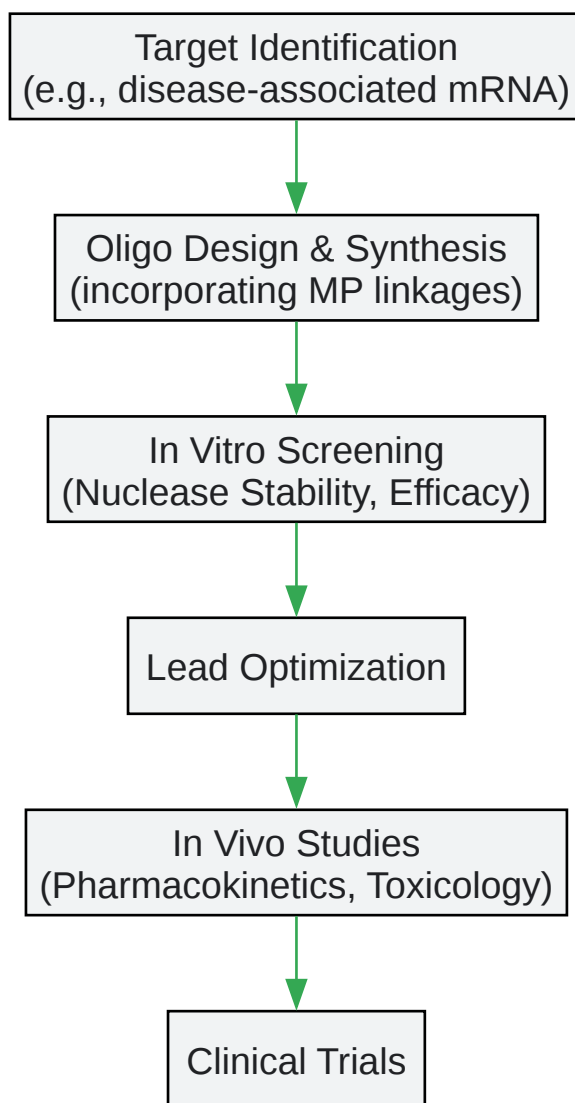 Target Identification
(e.g., disease-associated mRNA)
Oligo Design & Synthesis
(incorporating MP linkages)
In Vitro Screening
(Nuclease Stability, Efficacy)
Lead Optimization
In Vivo Studies
(Pharmacokinetics, Toxicology)
Clinical Trials